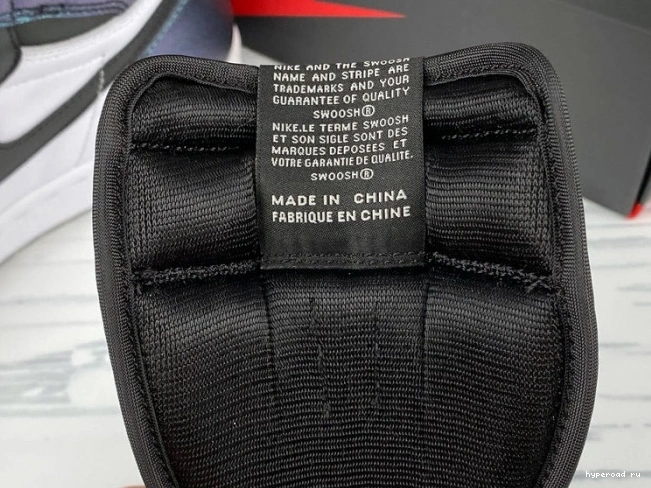 NIKE AND THE SWOOSH
NAME AND STRIPE ARE
TRADEMARKS AND YOUR
GUARANTEE OF QUALITY
SWOOSH®
NIKE.LE TERME SWOOSH
ET SON SIGLE SONT DES
MARQUES DEPOSEES ET
VOTRE GARANTIE DE QUALITE.
SWOOSH®
MADE IN CHINA
FABRIQUE EN CHINE
hyperoad ru